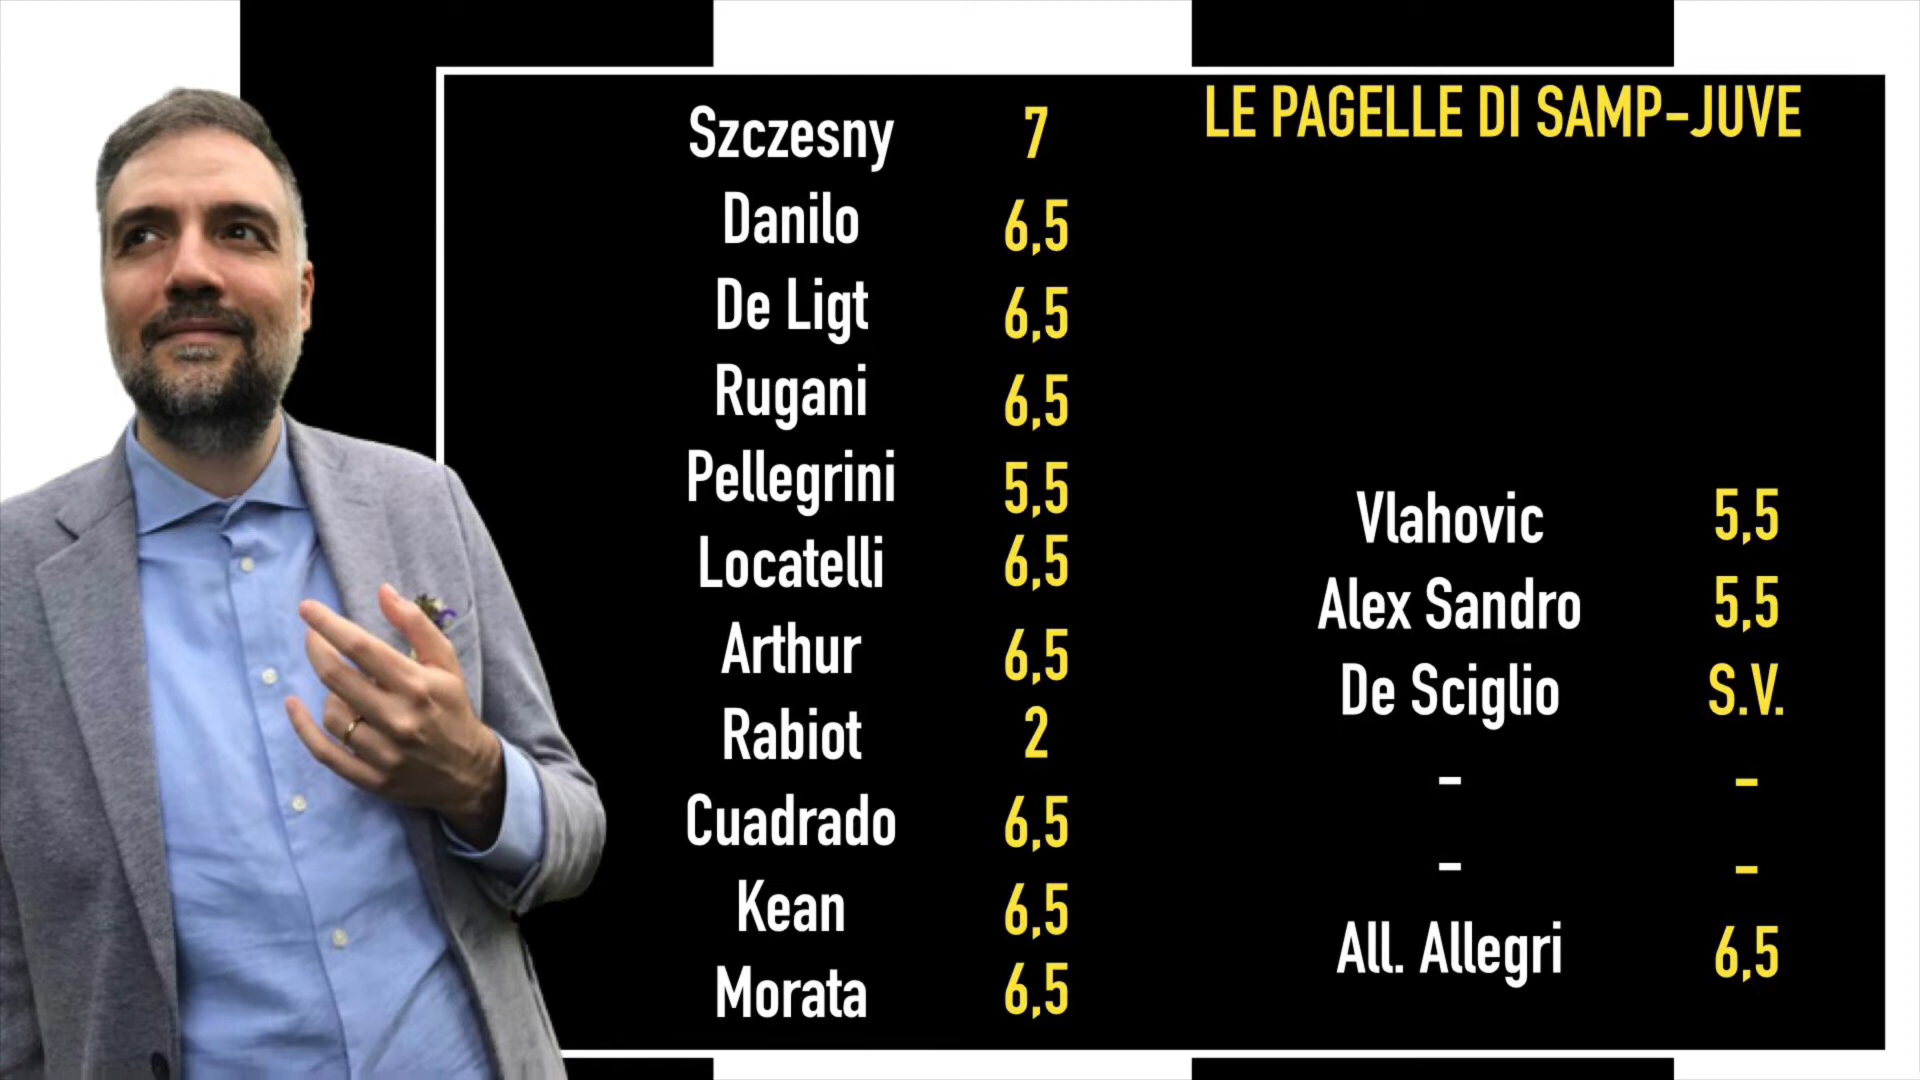 LE PAGELLE DI SAMP-JUVE
Szczesny 7
Danilo 6,5
De Ligt 6,5
Rugani 6,5
Pellegrini 5,5
Locatelli 6,5
Arthur 6,5
Rabiot 2
Cuadrado 6,5
Kean 6,5
Morata 6,5
Vlahovic 5,5
Alex Sandro 5,5
De Sciglio S.V.
- -
- -
All. Allegri 6,5